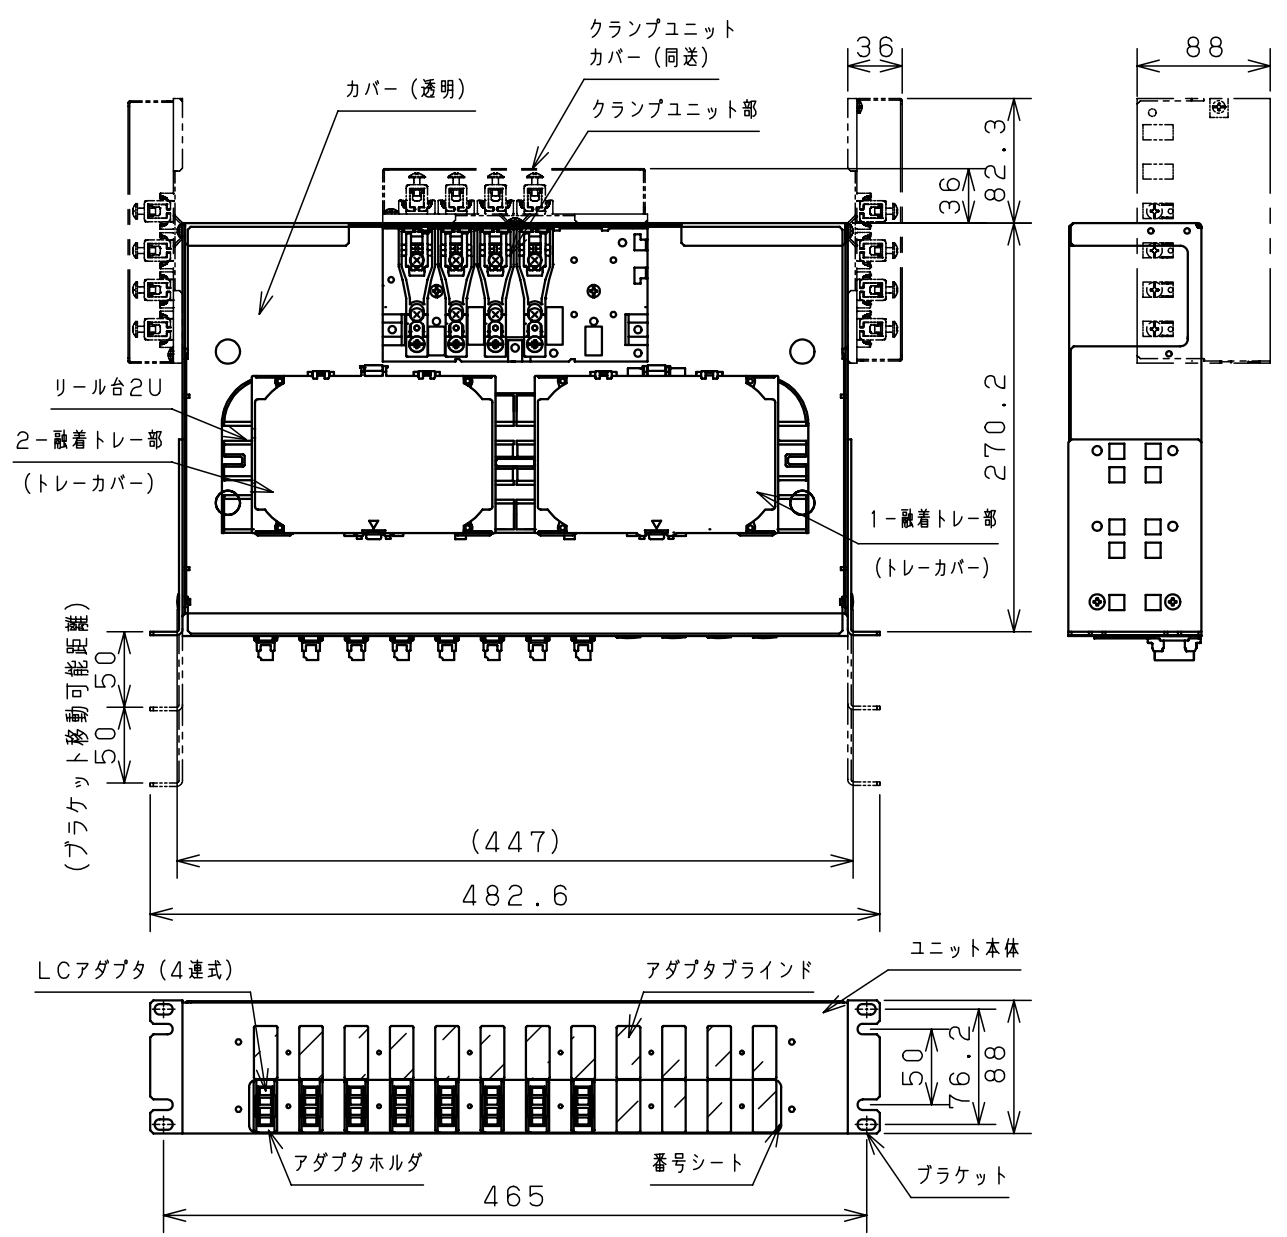 クランプユニット
カバー（同送）
カバー（透明）
クランプユニット部
36
88
82.3
36
270.2
リール台2U
2－融着トレー部
（トレーカバー）
1－融着トレー部
（トレーカバー）
（ブラケット移動可能距離）
50
50
(447)
482.6
LCアダプタ（4連式）
アダプタブラインド
ユニット本体
50
76.2
88
アダプタホルダ
番号シート
ブラケット
465